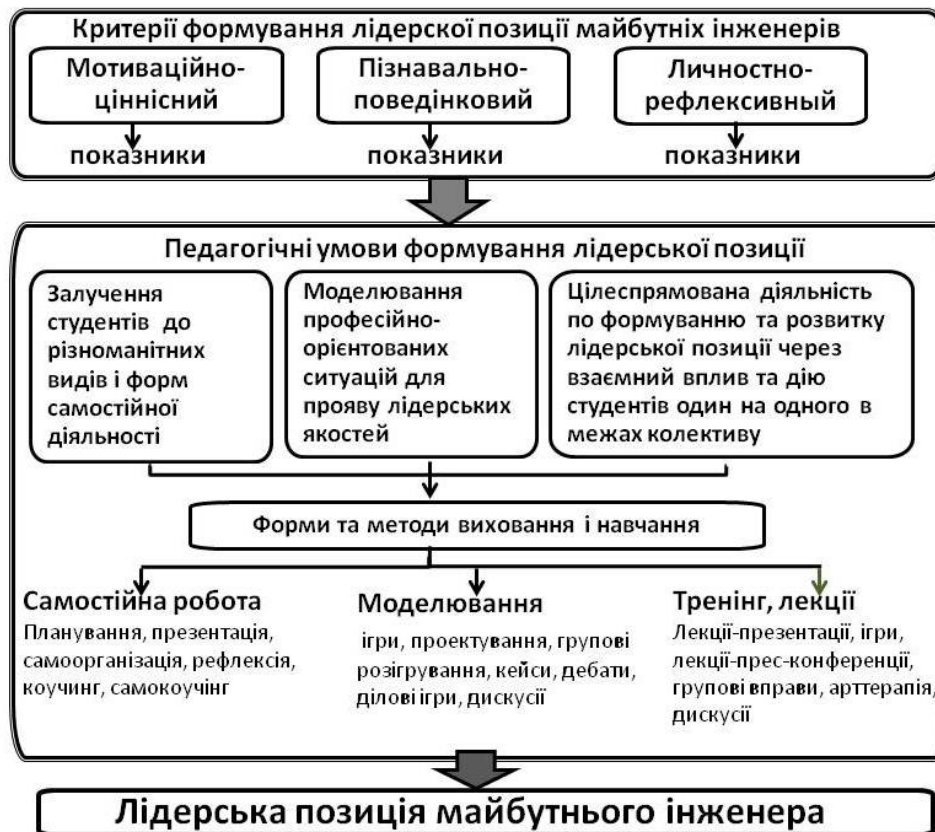 Критерії формування лідерскої позиції майбутніх інженерів
Мотиваційно-
ціннісний
Пізнавально-
поведінковий
Личностно-
рефлексивный
показники
показники
показники
Педагогічні умови формування лідерської позиції
Залучення
студентів до
різноманітних
видів і форм
самостійної
діяльності
Моделювання
професійно-
орієнтованих
ситуацій для
прояву лідерських
якостей
Цілеспрямована діяльність
по формуванню та розвитку
лідерської позиції через
взаємний вплив та дію
студентів один на одного в
межах колективу
Форми та методи виховання і навчання
Самостійна робота
Планування, презентація,
самоорганізація, рефлексія,
коучинг, самокоучінг
Моделювання
ігри, проектування, групові
розігрування, кейси, дебати,
ділові ігри, дискусії
Тренінг, лекції
Лекції-презентації, ігри,
лекції-прес-конференції,
групові вправи, арттерапія,
дискусії
Лідерська позиція майбутнього інженера